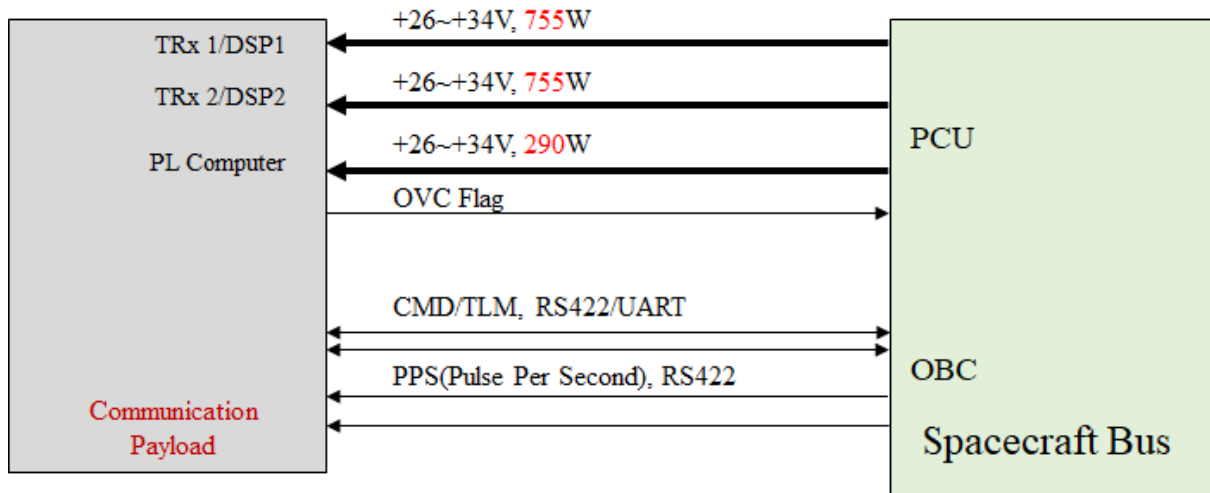 +26~+34V, 755W
TRx 1/DSP1
+26~+34V, 755W
TRx 2/DSP2
+26~+34V, 290W
PCU
PL Computer
OVC Flag
CMD/TLM, RS422/UART
OBC
PPS(Pulse Per Second), RS422
Communication
Payload
Spacecraft Bus